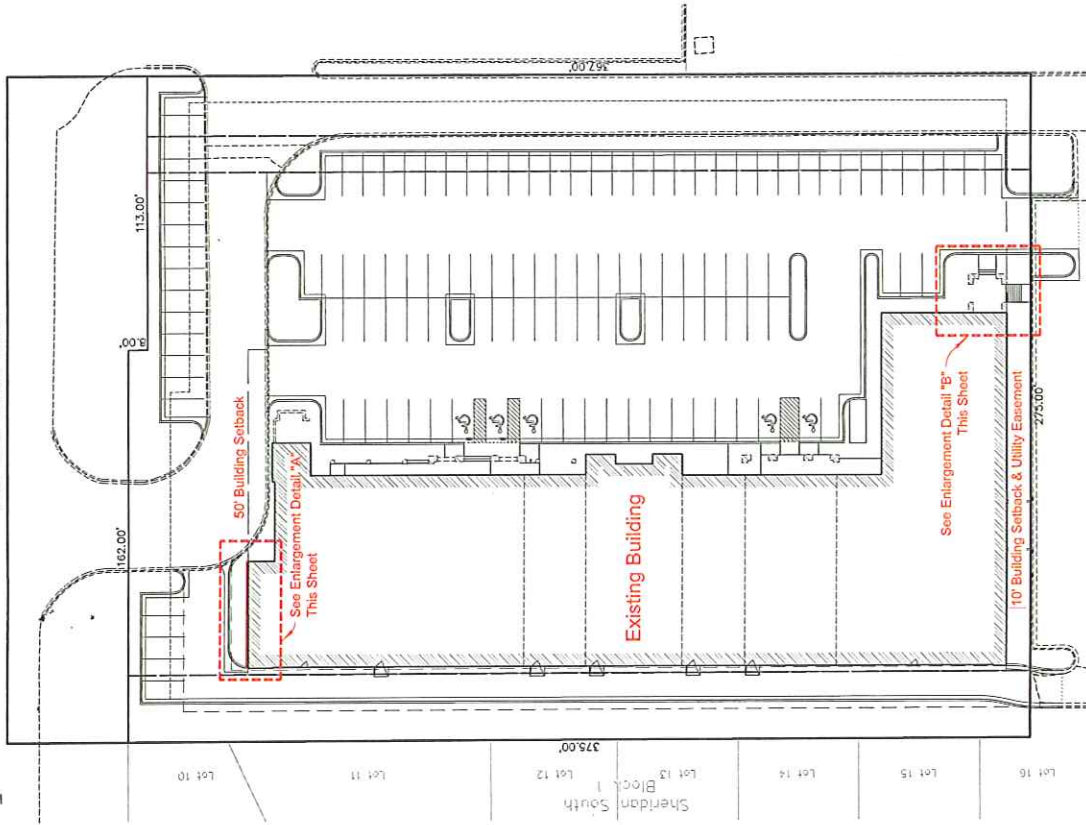 367.00'
113.00'
8.00'
162.00'
50' Building Setback
See Enlargement Detail "A"
This Sheet
Existing Building
See Enlargement Detail "B"
This Sheet
10' Building Setback & Utility Easement
275.00'
375.00'
Lot 10
Lot 11
Lot 12
Lot 13
Lot 14
Lot 15
Lot 16
Sheridan South
Block 1